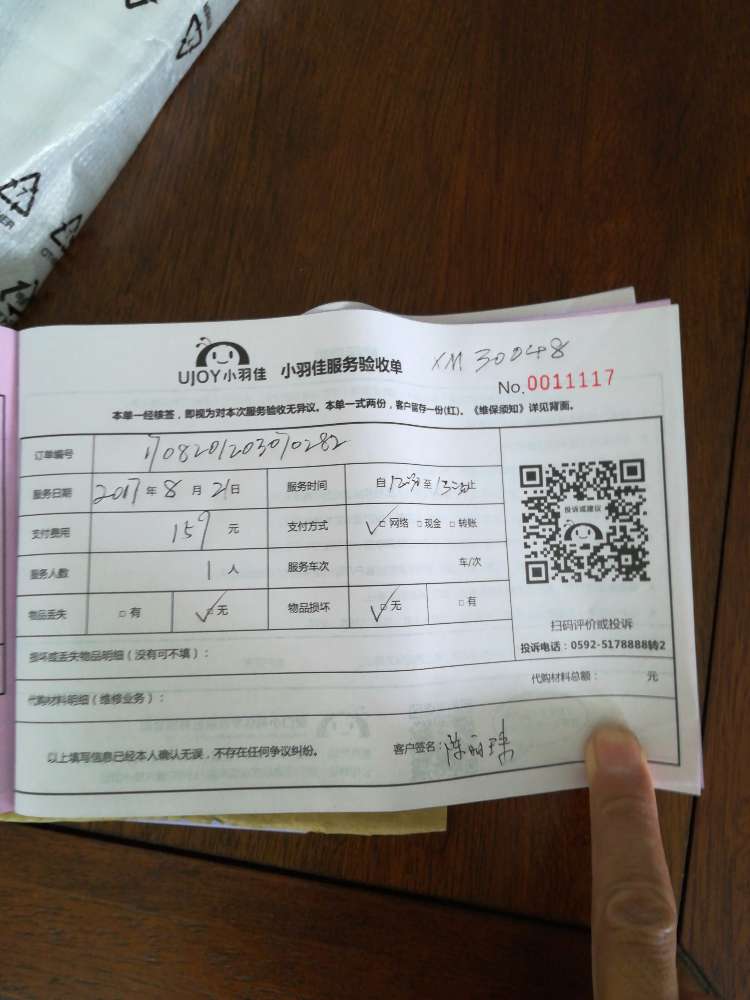 UJOY小羽佳 小羽佳服务验收单 XM 30048
No.0011117
本单一经核签，即视为对本次服务验收无异议。本单一式两份，客户留存一份(红)。《维保须知》详见背面。
订单编号 1708201203070282
服务日期 2017年 8 月 21日 服务时间 自 至 止
支付费用 159 元 支付方式 ✓□网络 □现金 □转账
服务人数 1 人 服务车次 车/次
物品丢失 □有 ✓□无 物品损坏 ✓□无 □有
投诉或建议
扫码评价或投诉
投诉电话：0592-5178888转2
损坏或丢失物品明细（没有可不填）：
代购材料明细（维修业务）： 代购材料总额： 元
以上填写信息已经本人确认无误，不存在任何争议纠纷。 客户签名：陈